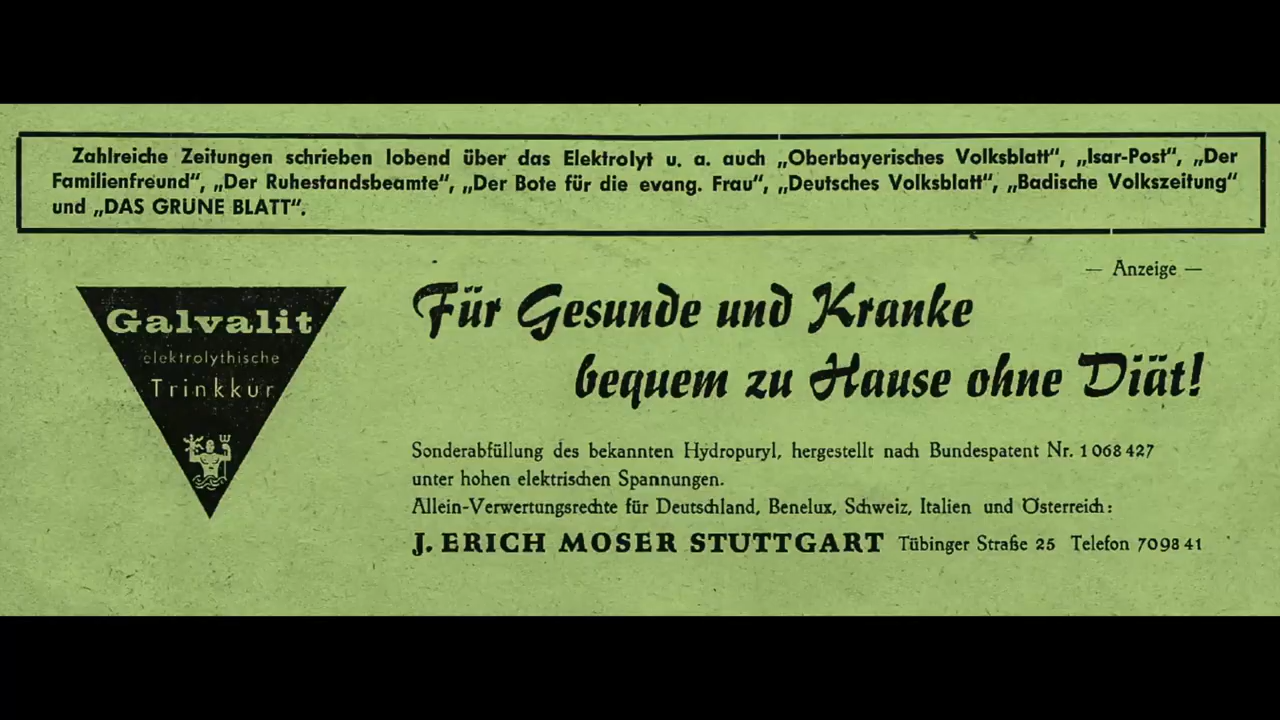 Zahlreiche Zeitungen schrieben lobend über das Elektrolyt u. a. auch „Oberbayerisches Volksblatt“, „Isar-Post“, „Der
Familienfreund“, „Der Ruhestandsbeamte“, „Der Bote für die evang. Frau“, „Deutsches Volksblatt“, „Badische Volkszeitung“
und „DAS GRUNE BLATT“.
— Anzeige —
Galvalit
elektrolythische
Trinkkur
Für Gesunde und Kranke
bequem zu Hause ohne Diät!
Sonderabfüllung des bekannten Hydropuryl, hergestellt nach Bundespatent Nr. 1 068 427
unter hohen elektrischen Spannungen.
Allein-Verwertungsrechte für Deutschland, Benelux, Schweiz, Italien und Österreich:
J. ERICH MOSER STUTTGART Tübinger Straße 25 Telefon 7098 41